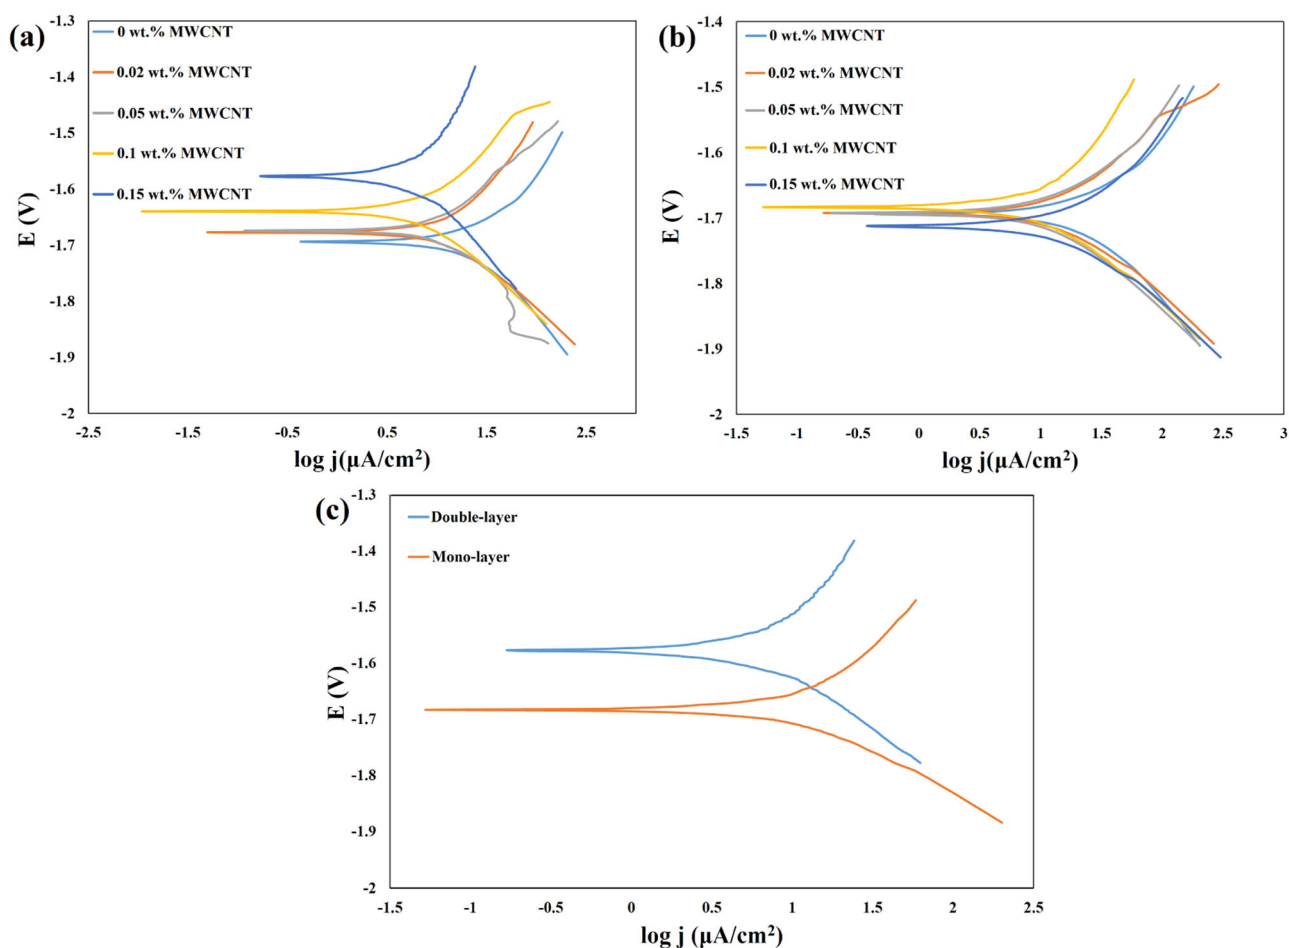 (a)
-1.3
-1.4
-1.5
-1.6
-1.7
-1.8
-1.9
-2
E (V)
0 wt.% MWCNT
0.02 wt.% MWCNT
0.05 wt.% MWCNT
0.1 wt.% MWCNT
0.15 wt.% MWCNT
-2.5 -1.5 -0.5 0.5 1.5 2.5
log j(μA/cm²)
(b)
-1.4
-1.5
-1.6
-1.7
-1.8
-1.9
-2
E (V)
0 wt.% MWCNT
0.02 wt.% MWCNT
0.05 wt.% MWCNT
0.1 wt.% MWCNT
0.15 wt.% MWCNT
-1.5 -1 -0.5 0 0.5 1 1.5 2 2.5 3
log j(μA/cm²)
(c)
-1.3
-1.4
-1.5
-1.6
-1.7
-1.8
-1.9
-2
E (V)
Double-layer
Mono-layer
-1.5 -1 -0.5 0 0.5 1 1.5 2 2.5
log j (μA/cm²)